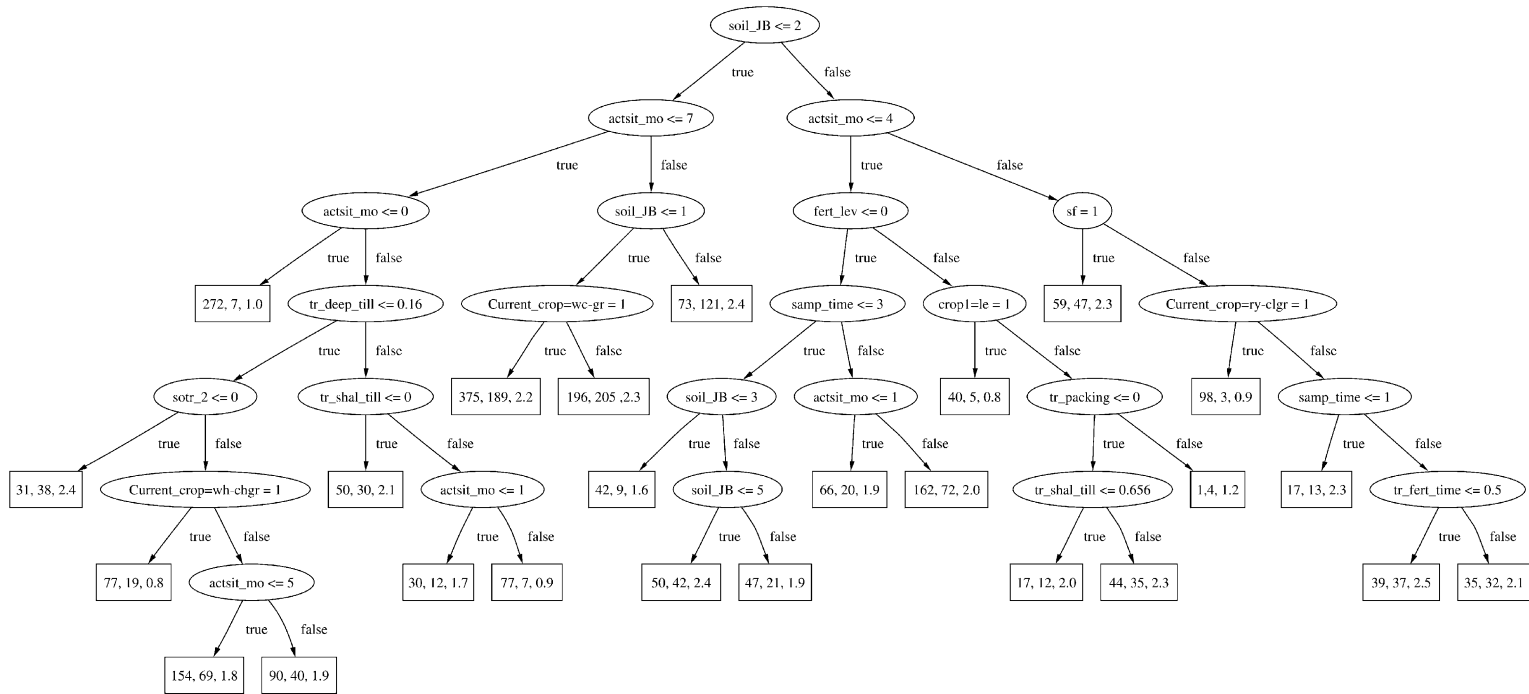 soil_JB <= 2
true
false
actsit_mo <= 7
actsit_mo <= 4
true
false
true
false
actsit_mo <= 0
soil_JB <= 1
fert_lev <= 0
sf = 1
true
false
true
false
true
false
true
false
272, 7, 1.0
tr_deep_till <= 0.16
Current_crop=wc-gr = 1
73, 121, 2.4
samp_time <= 3
crop1=le = 1
59, 47, 2.3
Current_crop=ry-clgr = 1
true
false
true
false
true
false
true
false
true
false
sotr_2 <= 0
tr_shal_till <= 0
375, 189, 2.2
196, 205 ,2.3
soil_JB <= 3
actsit_mo <= 1
40, 5, 0.8
tr_packing <= 0
98, 3, 0.9
samp_time <= 1
true
false
true
false
true
false
true
false
true
false
true
false
31, 38, 2.4
Current_crop=wh-chgr = 1
50, 30, 2.1
actsit_mo <= 1
42, 9, 1.6
soil_JB <= 5
66, 20, 1.9
162, 72, 2.0
tr_shal_till <= 0.656
1,4, 1.2
17, 13, 2.3
tr_fert_time <= 0.5
true
false
true
false
true
false
true
false
true
false
77, 19, 0.8
actsit_mo <= 5
30, 12, 1.7
77, 7, 0.9
50, 42, 2.4
47, 21, 1.9
17, 12, 2.0
44, 35, 2.3
39, 37, 2.5
35, 32, 2.1
true
false
154, 69, 1.8
90, 40, 1.9